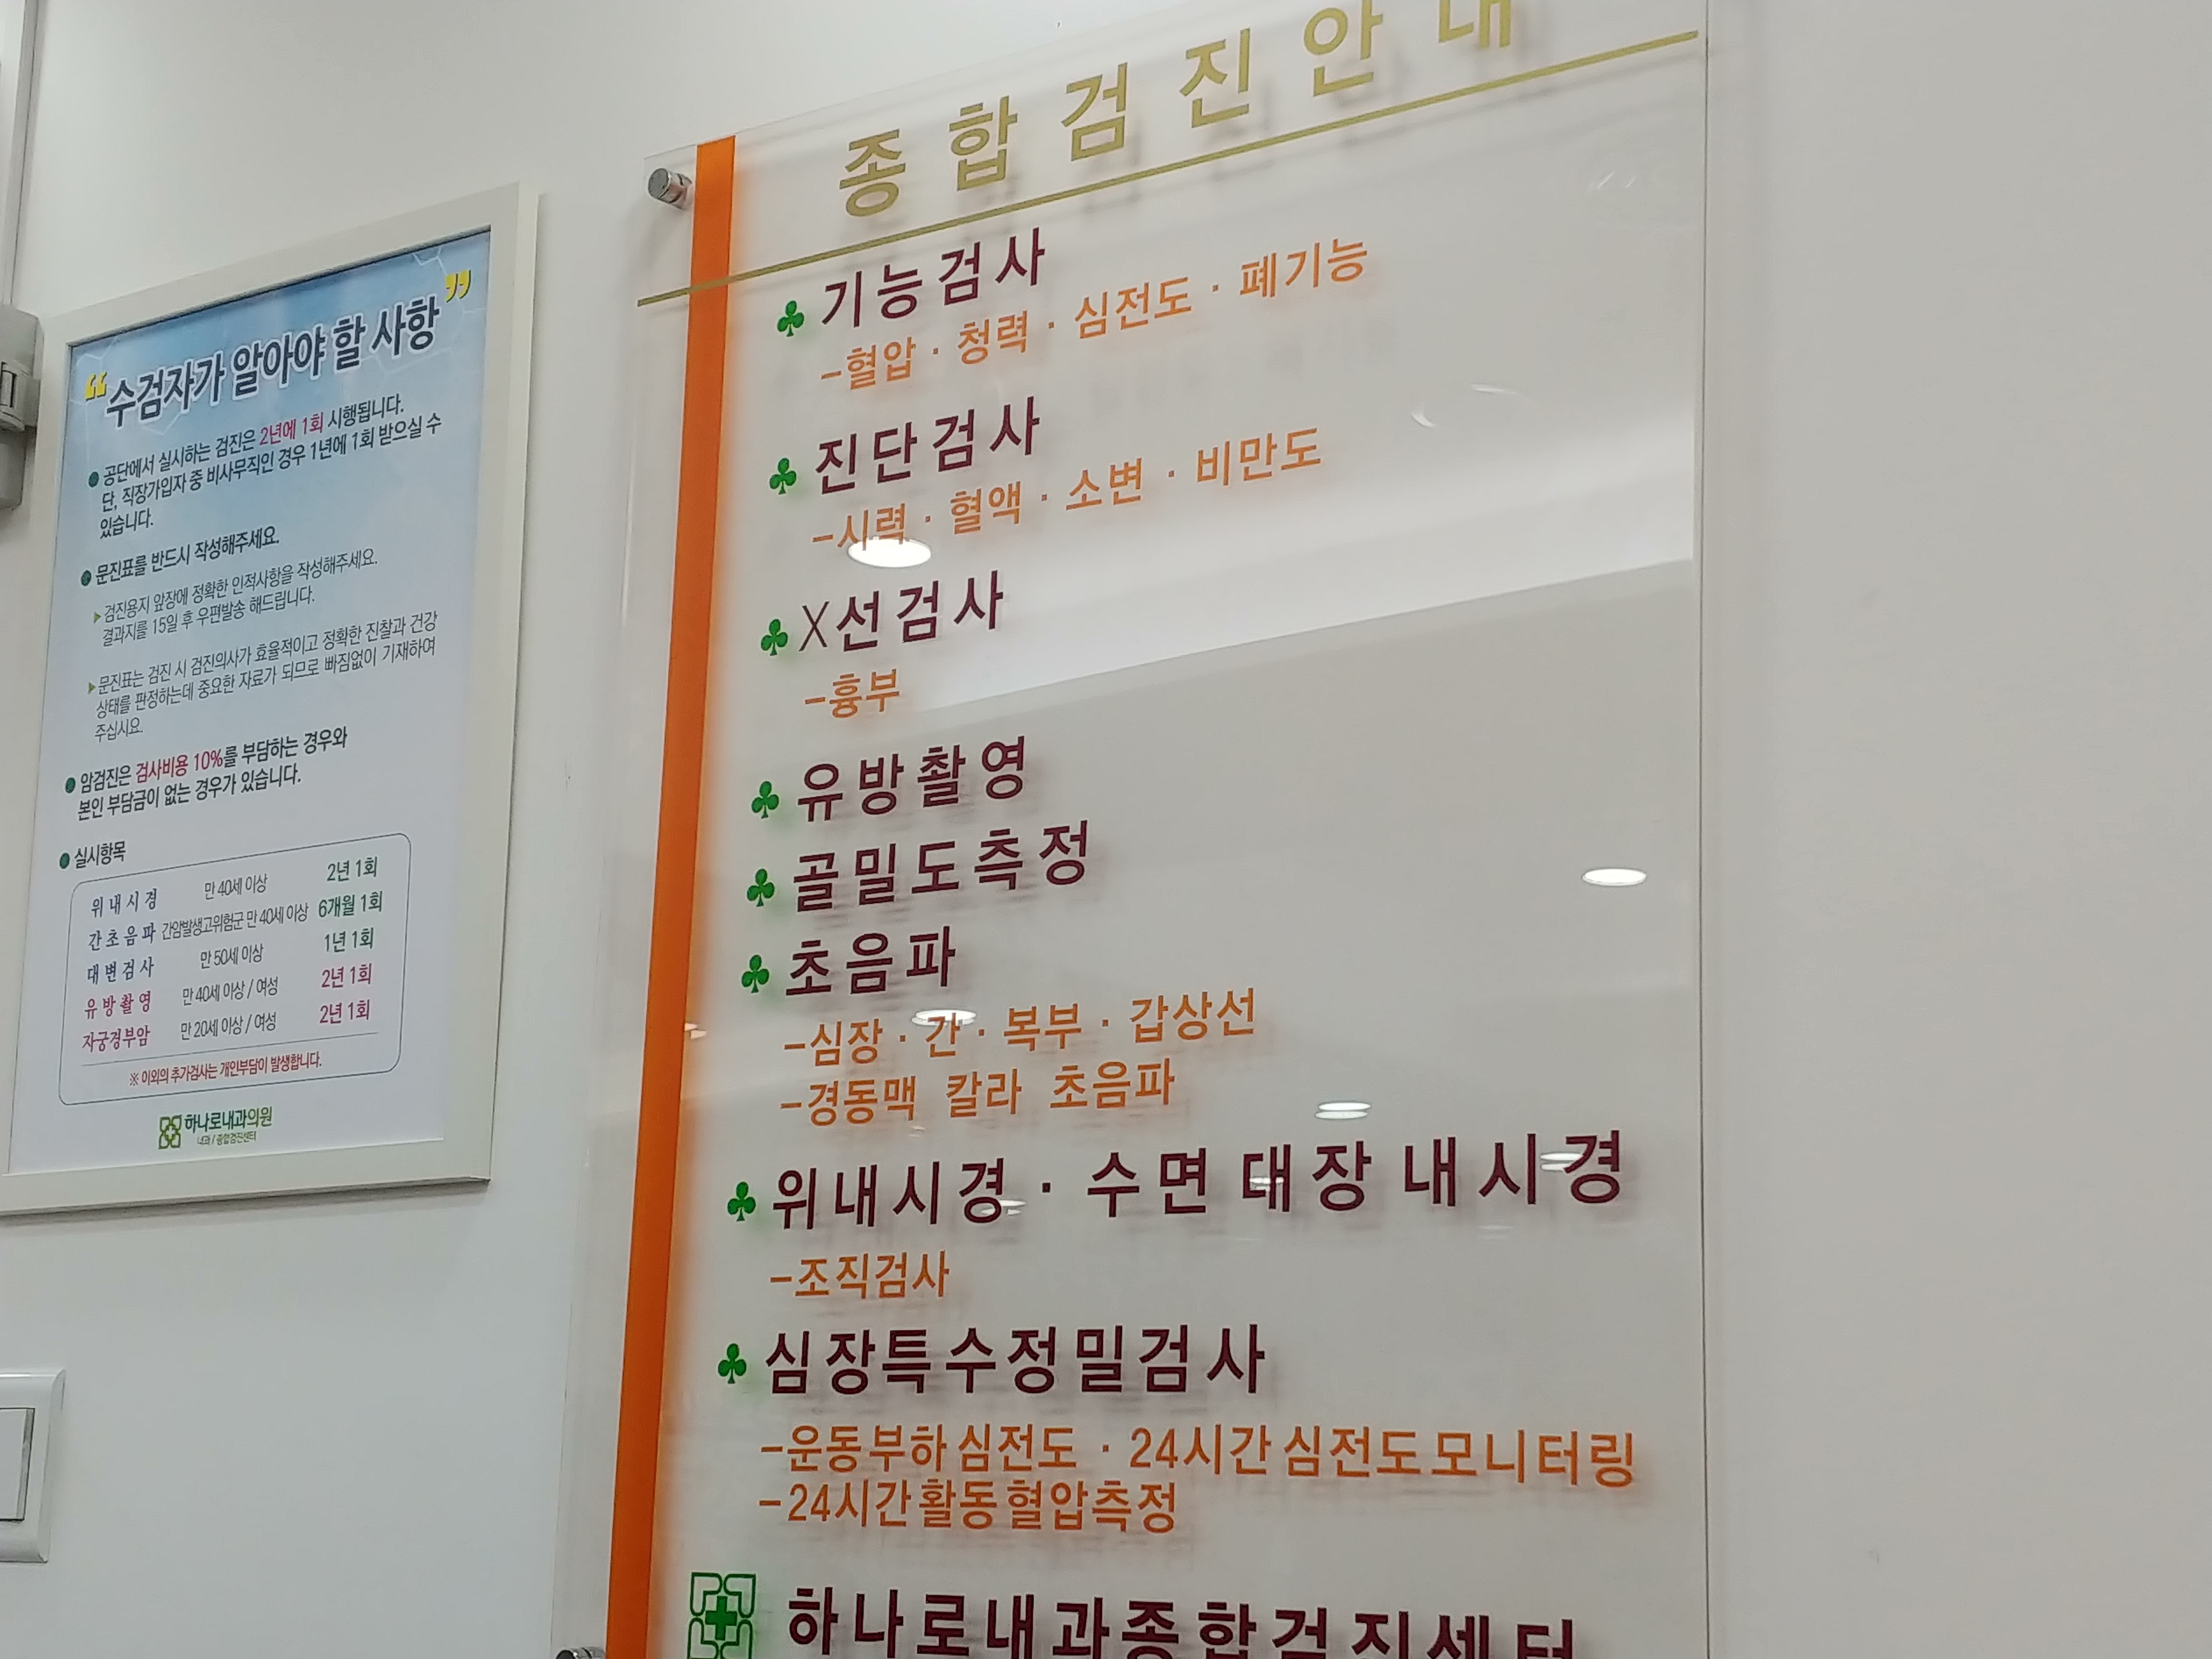 “수검자가 알아야 할 사항”
● 공단에서 실시하는 검진은 2년에 1회 시행됩니다.
단, 직장가입자 중 비사무직인 경우 1년에 1회 받으실 수
있습니다.
● 문진표를 반드시 작성해주세요.
▶ 검진용지 앞장에 정확한 인적사항을 작성해주세요.
결과지를 15일 후 우편발송 해드립니다.
▶ 문진표는 검진 시 검진의사가 효율적이고 정확한 진찰과 건강
상태를 판정하는데 중요한 자료가 되므로 빠짐없이 기재하여
주십시요.
● 암검진은 검사비용 10%를 부담하는 경우와
본인 부담금이 없는 경우가 있습니다.
● 실시항목
위내시경 만 40세 이상 2년 1회
간초음파 간암발생고위험군 만 40세 이상 6개월 1회
대변검사 만 50세 이상 1년 1회
유방촬영 만 40세 이상 / 여성 2년 1회
자궁경부암 만 20세 이상 / 여성 2년 1회
※ 이외의 추가검사는 개인부담이 발생합니다.
하나로내과의원
내과 / 종합검진센터
종합검진안내
♣ 기능검사
-혈압 · 청력 · 심전도 · 폐기능
♣ 진단검사
-시력 · 혈액 · 소변 · 비만도
♣ X선검사
-흉부
♣ 유방촬영
♣ 골밀도측정
♣ 초음파
-심장 · 간 · 복부 · 갑상선
-경동맥 칼라 초음파
♣ 위내시경 · 수면 대장 내시경
-조직검사
♣ 심장특수정밀검사
-운동부하 심전도 · 24시간 심전도 모니터링
-24시간 활동 혈압측정
하나로내과종합검진센터